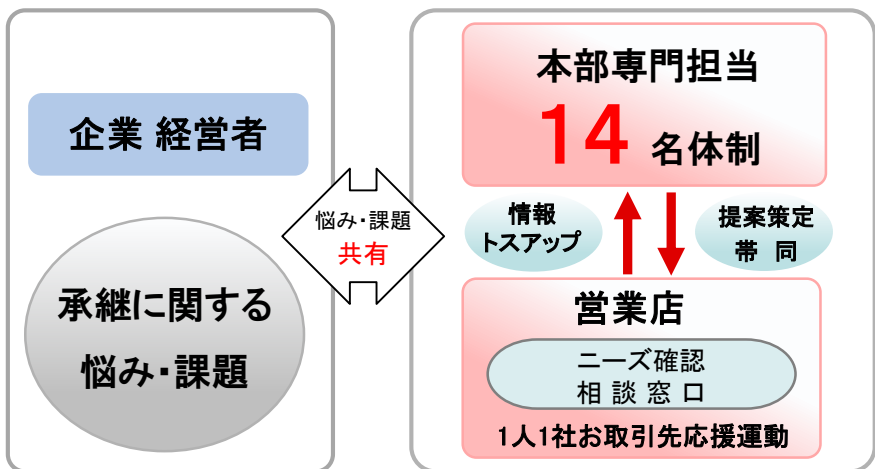 企業 経営者
承継に関する
悩み・課題
悩み・課題
共有
本部専門担当
14 名体制
情報
トスアップ
提案策定
帯 同
営業店
ニーズ確認
相 談 窓 口
1人1社お取引先応援運動